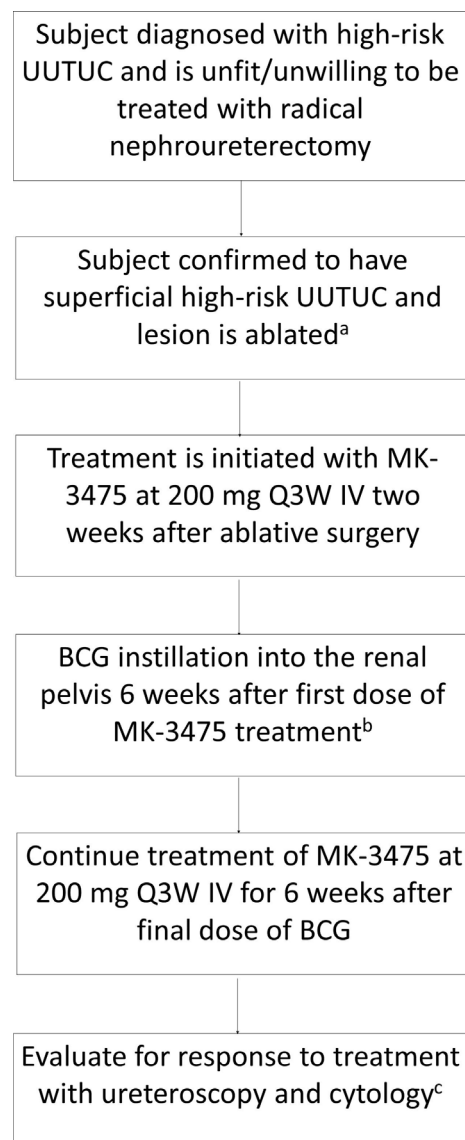 Subject diagnosed with high-risk
UUTUC and is unfit/unwilling to be
treated with radical
nephroureterectomy
Subject confirmed to have
superficial high-risk UUTUC and
lesion is ablatedᵃ
Treatment is initiated with MK-
3475 at 200 mg Q3W IV two
weeks after ablative surgery
BCG instillation into the renal
pelvis 6 weeks after first dose of
MK-3475 treatmentᵇ
Continue treatment of MK-3475 at
200 mg Q3W IV for 6 weeks after
final dose of BCG
Evaluate for response to treatment
with ureteroscopy and cytologyᶜ